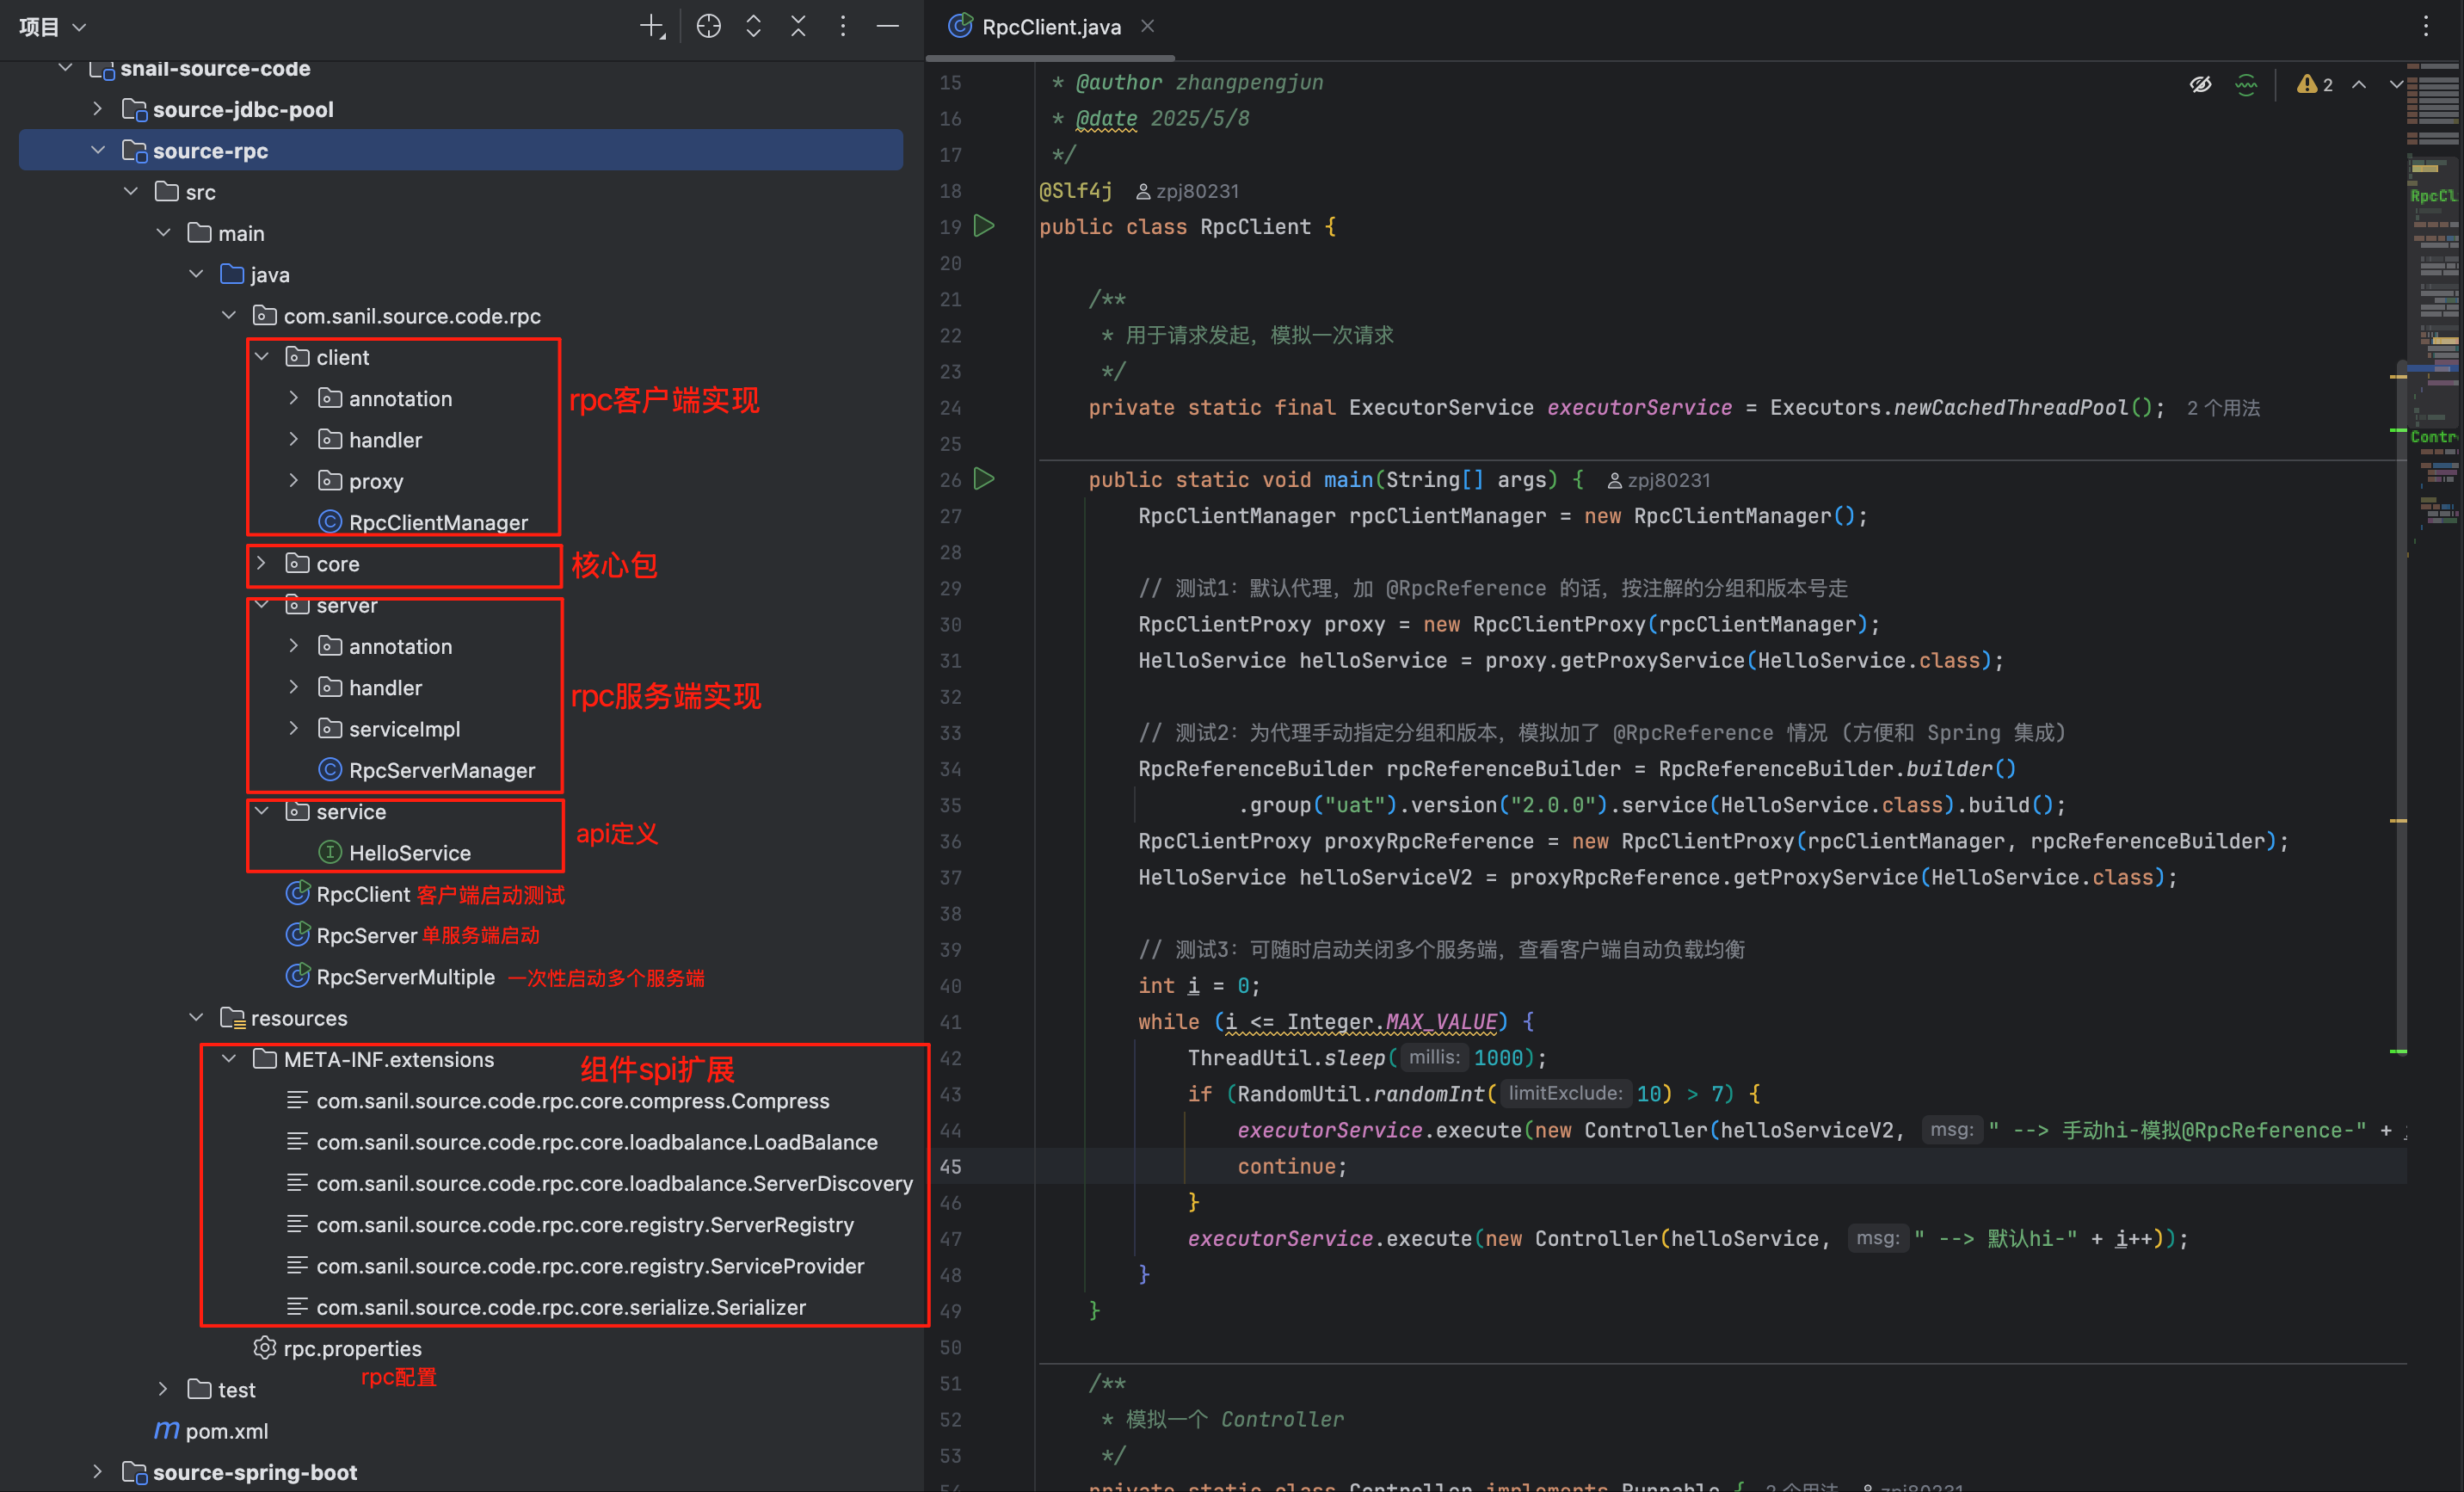 项目
snail-source-code
source-jdbc-pool
source-rpc
src
main
java
com.sanil.source.code.rpc
client
annotation
rpc客户端实现
handler
proxy
RpcClientManager
core
核心包
server
annotation
handler
rpc服务端实现
serviceImpl
RpcServerManager
service
api定义
HelloService
RpcClient 客户端启动测试
RpcServer 单服务端启动
RpcServerMultiple 一次性启动多个服务端
resources
META-INF.extensions
组件spi扩展
com.sanil.source.code.rpc.core.compress.Compress
com.sanil.source.code.rpc.core.loadbalance.LoadBalance
com.sanil.source.code.rpc.core.loadbalance.ServerDiscovery
com.sanil.source.code.rpc.core.registry.ServerRegistry
com.sanil.source.code.rpc.core.registry.ServiceProvider
com.sanil.source.code.rpc.core.serialize.Serializer
rpc.properties
rpc配置
test
pom.xml
source-spring-boot
RpcClient.java
2
15 * @author zhangpengjun
16 * @date 2025/5/8
17 */
18 @Slf4j zpj80231
19 public class RpcClient {
20
21 /**
22 * 用于请求发起，模拟一次请求
23 */
24 private static final ExecutorService executorService = Executors.newCachedThreadPool(); 2 个用法
25
26 public static void main(String[] args) { zpj80231
27 RpcClientManager rpcClientManager = new RpcClientManager();
28
29 // 测试1：默认代理，加 @RpcReference 的话，按注解的分组和版本号走
30 RpcClientProxy proxy = new RpcClientProxy(rpcClientManager);
31 HelloService helloService = proxy.getProxyService(HelloService.class);
32
33 // 测试2：为代理手动指定分组和版本，模拟加了 @RpcReference 情况（方便和 Spring 集成）
34 RpcReferenceBuilder rpcReferenceBuilder = RpcReferenceBuilder.builder()
35 .group("uat").version("2.0.0").service(HelloService.class).build();
36 RpcClientProxy proxyRpcReference = new RpcClientProxy(rpcClientManager, rpcReferenceBuilder);
37 HelloService helloServiceV2 = proxyRpcReference.getProxyService(HelloService.class);
38
39 // 测试3：可随时启动关闭多个服务端，查看客户端自动负载均衡
40 int i = 0;
41 while (i <= Integer.MAX_VALUE) {
42 ThreadUtil.sleep( millis: 1000);
43 if (RandomUtil.randomInt( limitExclude: 10) > 7) {
44 executorService.execute(new Controller(helloServiceV2, msg: " --> 手动hi-模拟@RpcReference-" +
45 continue;
46 }
47 executorService.execute(new Controller(helloService, msg: " --> 默认hi-" + i++));
48 }
49 }
50
51 /**
52 * 模拟一个 Controller
53 */
54 private static class Controller implements Runnable { 2 个用法 zpj80231
RpcCl
Contr